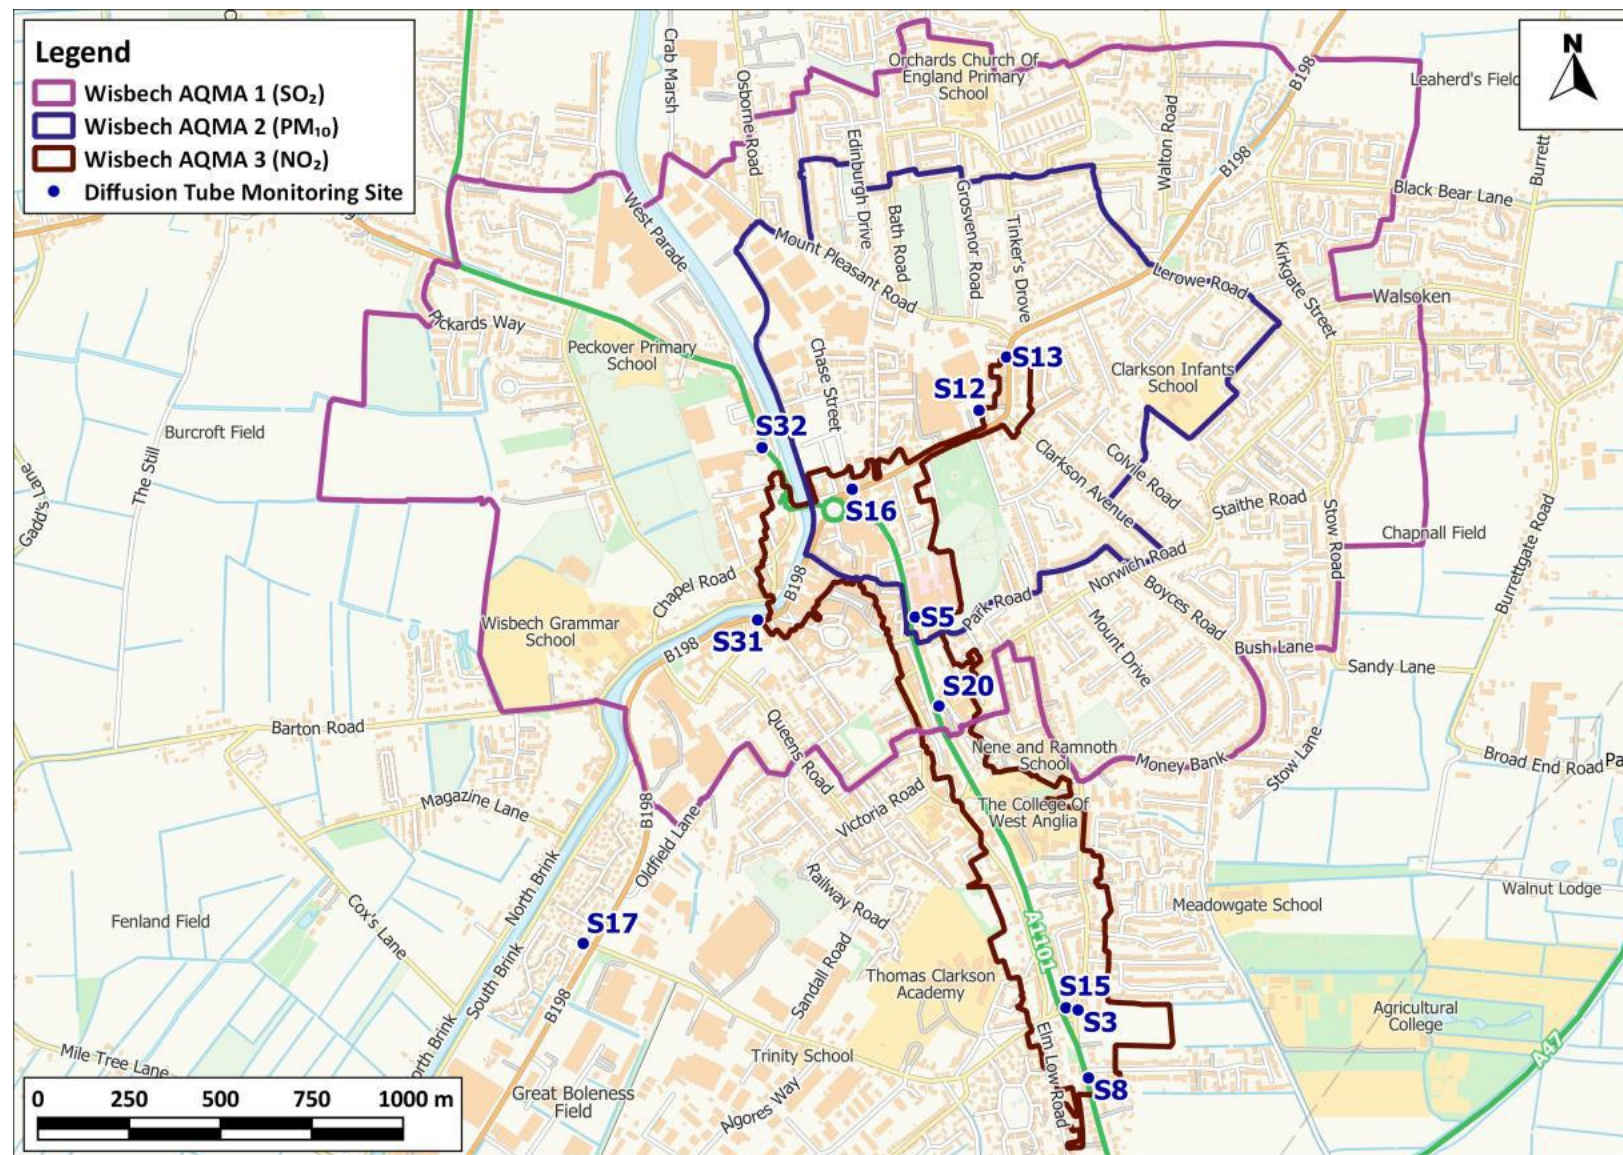 Legend
Wisbech AQMA 1 (SO₂)
Wisbech AQMA 2 (PM₁₀)
Wisbech AQMA 3 (NO₂)
Diffusion Tube Monitoring Site
N
Crab Marsh
Osborne Road
Orchards Church Of
England Primary
School
B198
Leaherd's Field
Edinburgh Drive
Walton Road
B198
Burrett
Black Bear Lane
West Parade
Bath Road
Grosvenor Road
Tinker's Drove
Mount Pleasant Road
Kirkgate Street
Lerowe Road
Walsoken
Pickards Way
Peckover Primary
School
Chase Street
S13
Clarkson Infants
School
S12
Burcroft Field
S32
The Still
Gadd's Lane
Clarkson Avenue
Colvile Road
Staithe Road
S16
Stow Road
Chapnall Field
Burrettgate Road
Norwich Road
Chapel Road
B198
Boyces Road
Park Road
S5
Wisbech Grammar
School
S31
B198
Mount Drive
Bush Lane
Sandy Lane
S20
Barton Road
Queens Road
Nene and Ramnoth
School
Money Bank
Stow Lane
Broad End Road
Pa
Magazine Lane
B198
Oldfield Lane
Victoria Road
The College Of
West Anglia
North Brink
Railway Road
Walnut Lodge
Meadowgate School
Cox's Lane
Fenland Field
S17
A1101
South Brink
Sandall Road
Thomas Clarkson
Academy
S15
S3
Agricultural
College
B198
Elm Low Road
Mile Tree Lane
orth Brink
Trinity School
A47
S8
Great Boleness
Field
Algores Way
0 250 500 750 1000 m